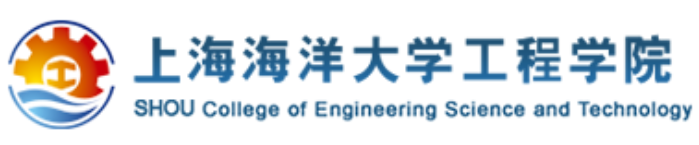 上海海洋大学工程学院
SHOU College of Engineering Science and Technology